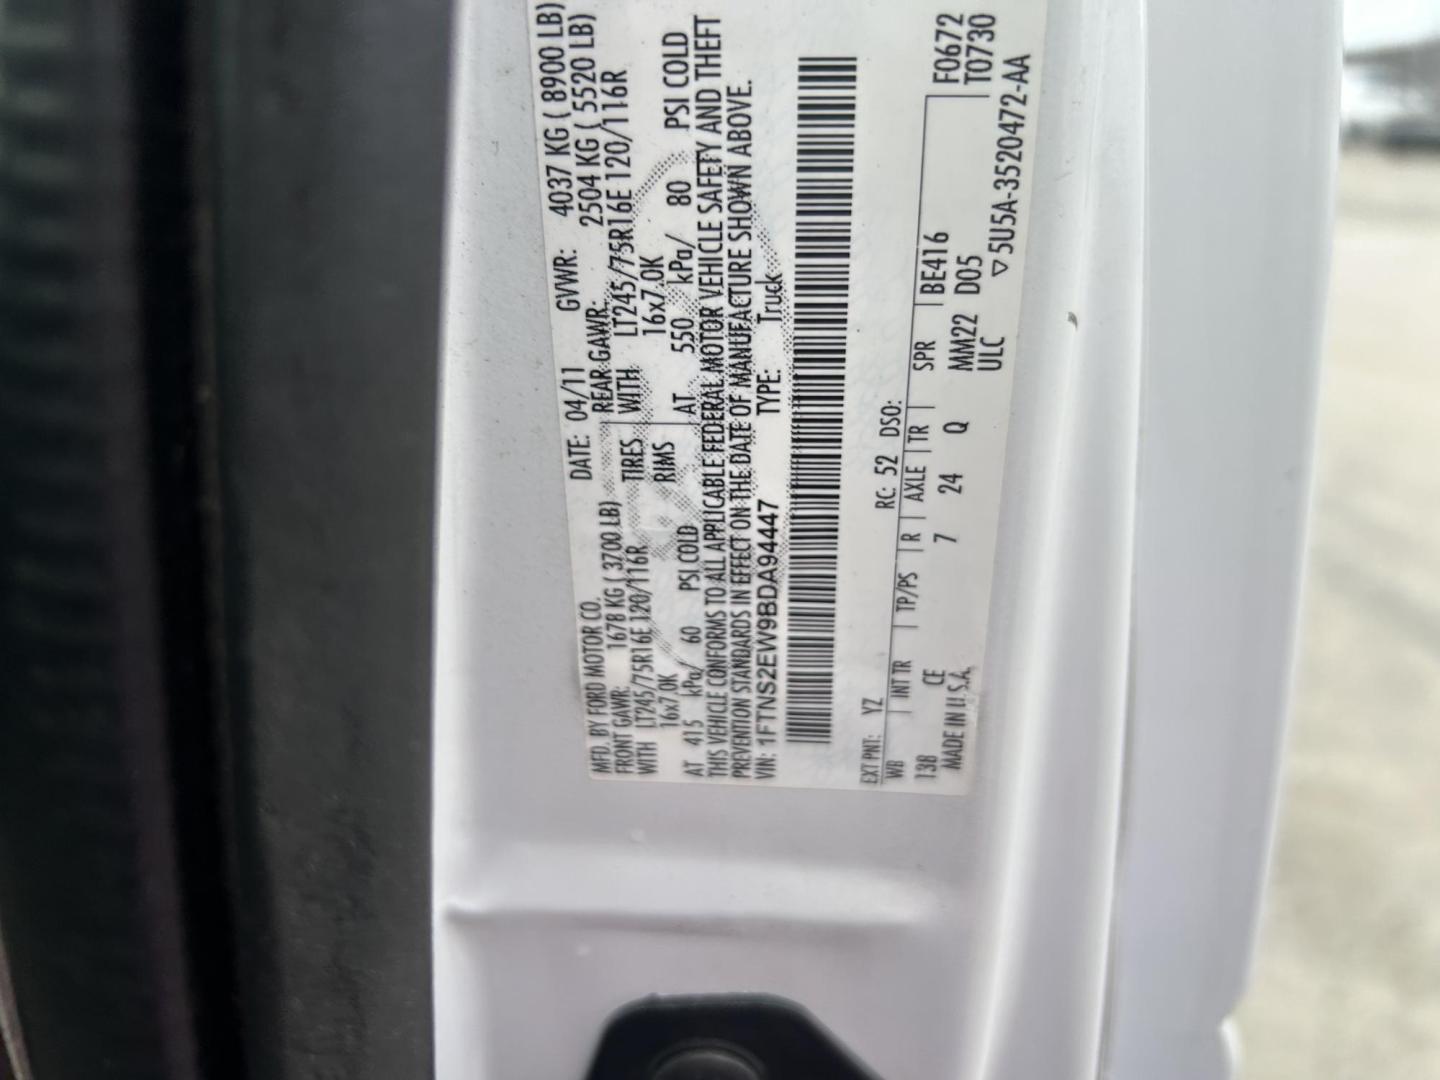 MFD. BY FORD MOTOR CO.
DATE: 04/11 GVWR: 4037 KG ( 8900 LB)
FRONT GAWR: 1678 KG ( 3700 LB) REAR GAWR: 2504 KG ( 5520 LB)
WITH LT245/75R16E 120/116R TIRES WITH LT245/75R16E 120/116R
16x7.0K RIMS 16x7.0K
AT 415 kPa/ 60 PSI COLD AT 550 kPa/ 80 PSI COLD
THIS VEHICLE CONFORMS TO ALL APPLICABLE FEDERAL MOTOR VEHICLE SAFETY AND THEFT
PREVENTION STANDARDS IN EFFECT ON THE DATE OF MANUFACTURE SHOWN ABOVE.
VIN: 1FTNS2EW9BDA94447 TYPE: Truck
F0672
T0730
EXT PNT: YZ RC: 52 DSO:
WB INT TR TP/PS R AXLE TR SPR BE416
138 CE 7 24 Q MM22 D05
MADE IN U.S.A. ULC
▽5U5A-3520472-AA